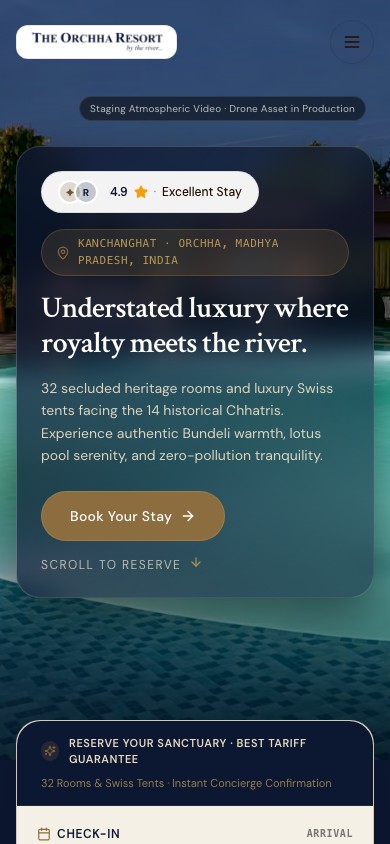 THE ORCHHA RESORT
by the river...
Staging Atmospheric Video · Drone Asset in Production
R
4.9 · Excellent Stay
KANCHANGHAT · ORCHHA, MADHYA
PRADESH, INDIA
Understated luxury where
royalty meets the river.
32 secluded heritage rooms and luxury Swiss
tents facing the 14 historical Chhatris.
Experience authentic Bundeli warmth, lotus
pool serenity, and zero-pollution tranquility.
Book Your Stay →
SCROLL TO RESERVE ↓
RESERVE YOUR SANCTUARY · BEST TARIFF
GUARANTEE
32 Rooms & Swiss Tents · Instant Concierge Confirmation
CHECK-IN
ARRIVAL